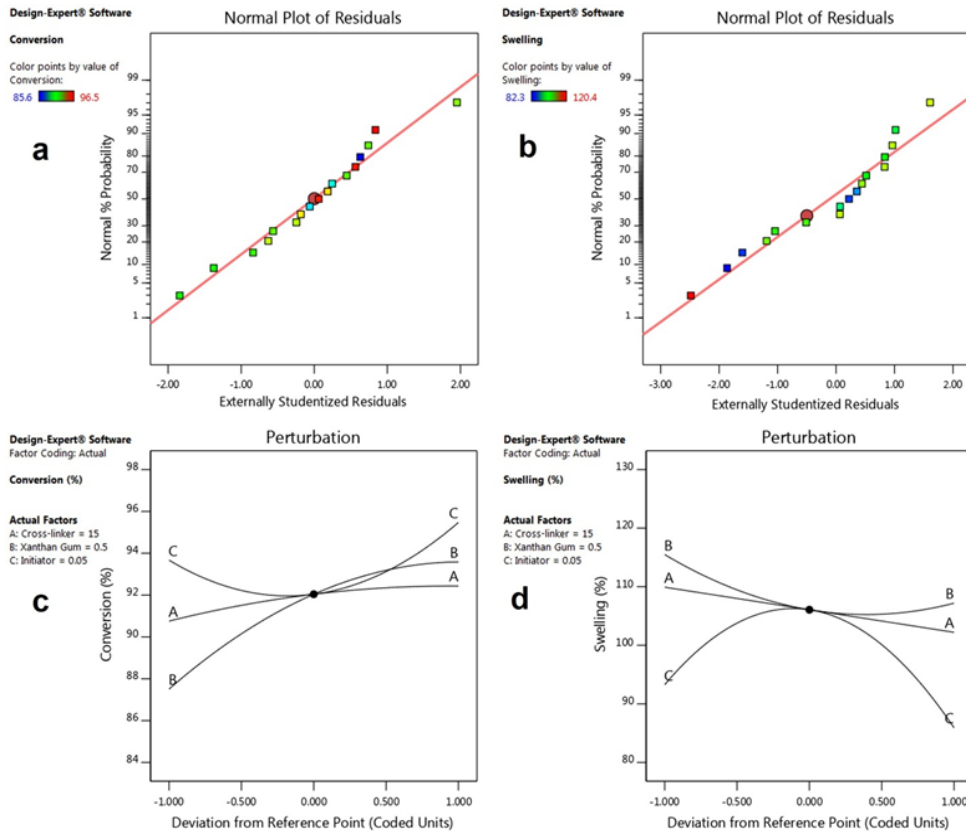 Design-Expert® Software
Conversion
Color points by value of
Conversion:
85.6 96.5
a
Normal Plot of Residuals
Normal % Probability
99
95
90
80
70
50
30
20
10
5
1
-2.00 -1.00 0.00 1.00 2.00
Externally Studentized Residuals
Design-Expert® Software
Swelling
Color points by value of
Swelling:
82.3 120.4
b
Normal Plot of Residuals
Normal % Probability
99
95
90
80
70
50
30
20
10
5
1
-3.00 -2.00 -1.00 0.00 1.00 2.00
Externally Studentized Residuals
Design-Expert® Software
Factor Coding: Actual
Conversion (%)
Actual Factors
A: Cross-linker = 15
B: Xanthan Gum = 0.5
C: Initiator = 0.05
c
Perturbation
Conversion (%)
98
96
94
92
90
88
86
84
C
A
B
C
B
A
-1.000 -0.500 0.000 0.500 1.000
Deviation from Reference Point (Coded Units)
Design-Expert® Software
Factor Coding: Actual
Swelling (%)
Actual Factors
A: Cross-linker = 15
B: Xanthan Gum = 0.5
C: Initiator = 0.05
d
Perturbation
Swelling (%)
130
120
110
100
90
80
B
A
C
B
A
C
-1.000 -0.500 0.000 0.500 1.000
Deviation from Reference Point (Coded Units)